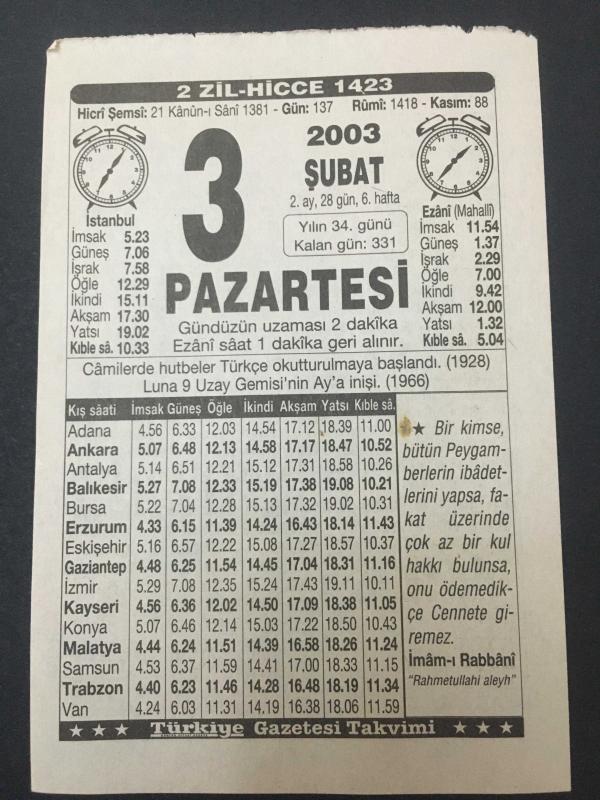 2 ZİL-HİCCE 1423
Hicrî Şemsî: 21 Kânûn-ı Sânî 1381 - Gün: 137 Rûmî: 1418 - Kasım: 88
3
2003
ŞUBAT
2. ay, 28 gün, 6. hafta
Yılın 34. günü
Kalan gün: 331
İstanbul
İmsak 5.23
Güneş 7.06
İşrak 7.58
Öğle 12.29
İkindi 15.11
Akşam 17.30
Yatsı 19.02
Kıble sâ. 10.33
Ezânî (Mahallî)
İmsak 11.54
Güneş 1.37
İşrak 2.29
Öğle 7.00
İkindi 9.42
Akşam 12.00
Yatsı 1.32
Kıble sâ. 5.04
PAZARTESİ
Gündüzün uzaması 2 dakîka
Ezânî sâat 1 dakîka geri alınır.
Câmilerde hutbeler Türkçe okutturulmaya başlandı. (1928)
Luna 9 Uzay Gemisi'nin Ay'a inişi. (1966)
Kış sâati İmsak Güneş Öğle İkindi Akşam Yatsı Kıble sâ.
Adana 4.56 6.33 12.03 14.54 17.12 18.39 11.00
Ankara 5.07 6.48 12.13 14.58 17.17 18.47 10.52
Antalya 5.14 6.51 12.21 15.12 17.31 18.58 10.26
Balıkesir 5.27 7.08 12.33 15.19 17.38 19.08 10.21
Bursa 5.22 7.04 12.28 15.13 17.32 19.02 10.31
Erzurum 4.33 6.15 11.39 14.24 16.43 18.14 11.43
Eskişehir 5.16 6.57 12.22 15.08 17.27 18.57 10.37
Gaziantep 4.48 6.25 11.54 14.45 17.04 18.31 11.16
İzmir 5.29 7.08 12.35 15.24 17.43 19.11 10.11
Kayseri 4.56 6.36 12.02 14.50 17.09 18.38 11.05
Konya 5.07 6.46 12.14 15.03 17.22 18.50 10.43
Malatya 4.44 6.24 11.51 14.39 16.58 18.26 11.24
Samsun 4.53 6.37 11.59 14.41 17.00 18.33 11.15
Trabzon 4.40 6.23 11.46 14.28 16.48 18.19 11.34
Van 4.24 6.03 11.31 14.19 16.38 18.06 11.59
★ Bir kimse,
bütün Peygam-
berlerin ibâdet-
lerini yapsa, fa-
kat üzerinde
çok az bir kul
hakkı bulunsa,
onu ödemedik-
çe Cennete gi-
remez.
İmâm-ı Rabbânî
"Rahmetullahi aleyh"
★ ★ ★ Türkiye Gazetesi Takvimi ★ ★ ★